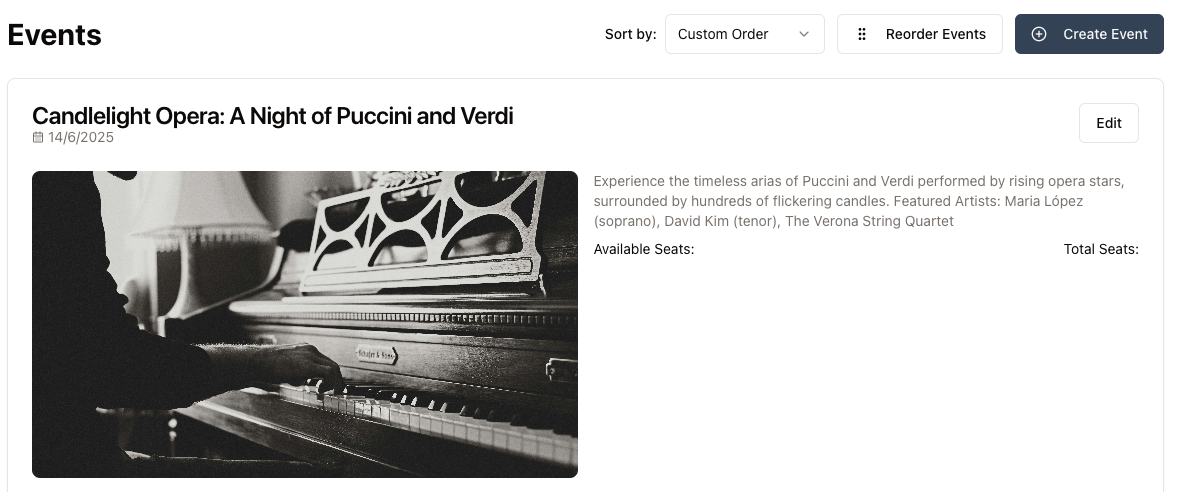 Events
Sort by: Custom Order Reorder Events Create Event
Candlelight Opera: A Night of Puccini and Verdi
Edit
14/6/2025
Experience the timeless arias of Puccini and Verdi performed by rising opera stars,
surrounded by hundreds of flickering candles. Featured Artists: Maria López
(soprano), David Kim (tenor), The Verona String Quartet
Available Seats: Total Seats:
Schafer & Sons